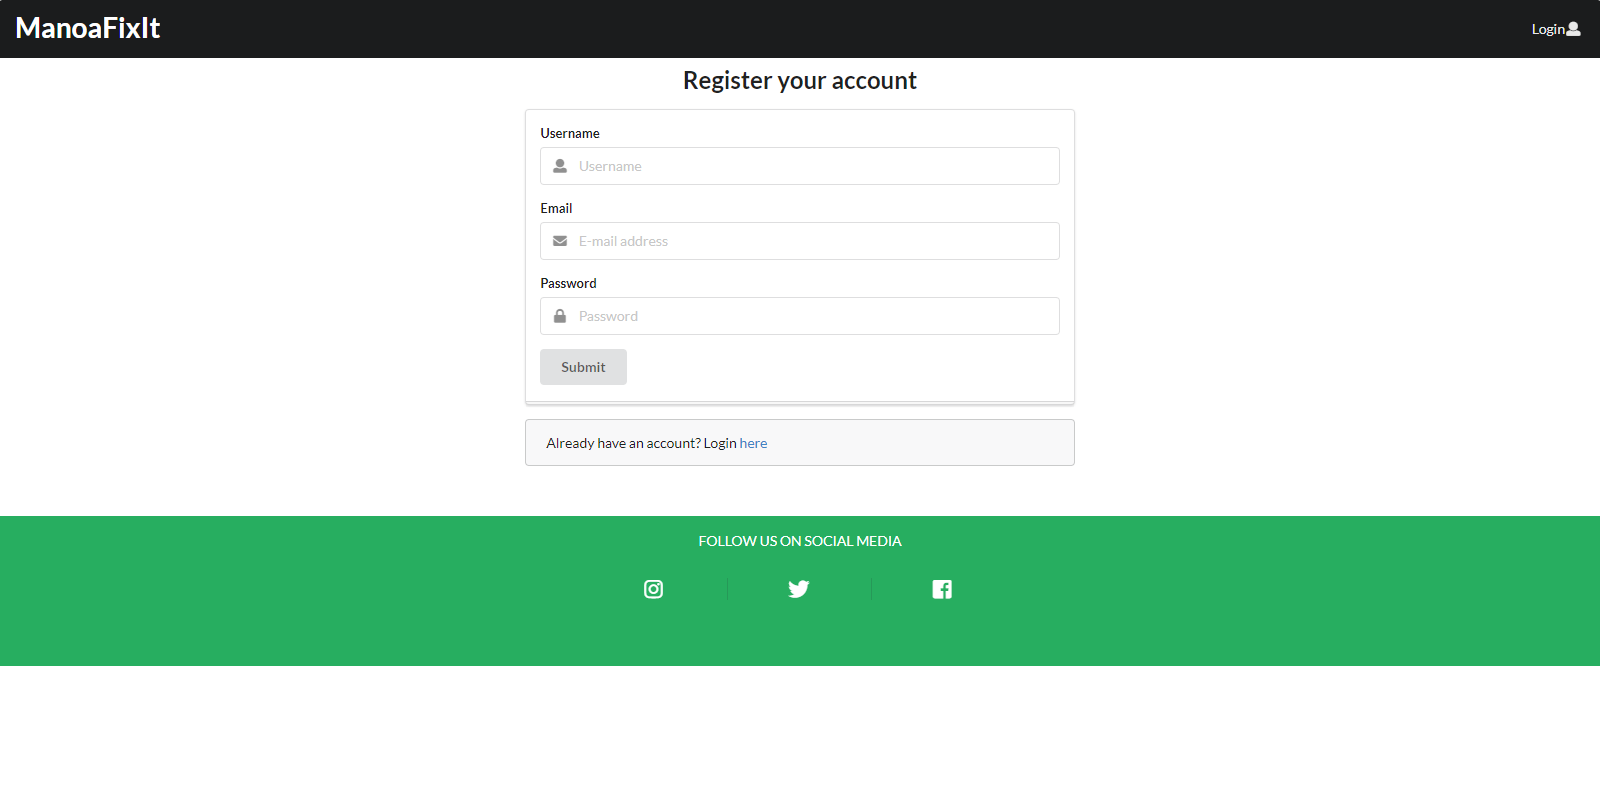 ManoaFixIt
Login
Register your account
Username
Username
Email
E-mail address
Password
Password
Submit
Already have an account? Login here
FOLLOW US ON SOCIAL MEDIA